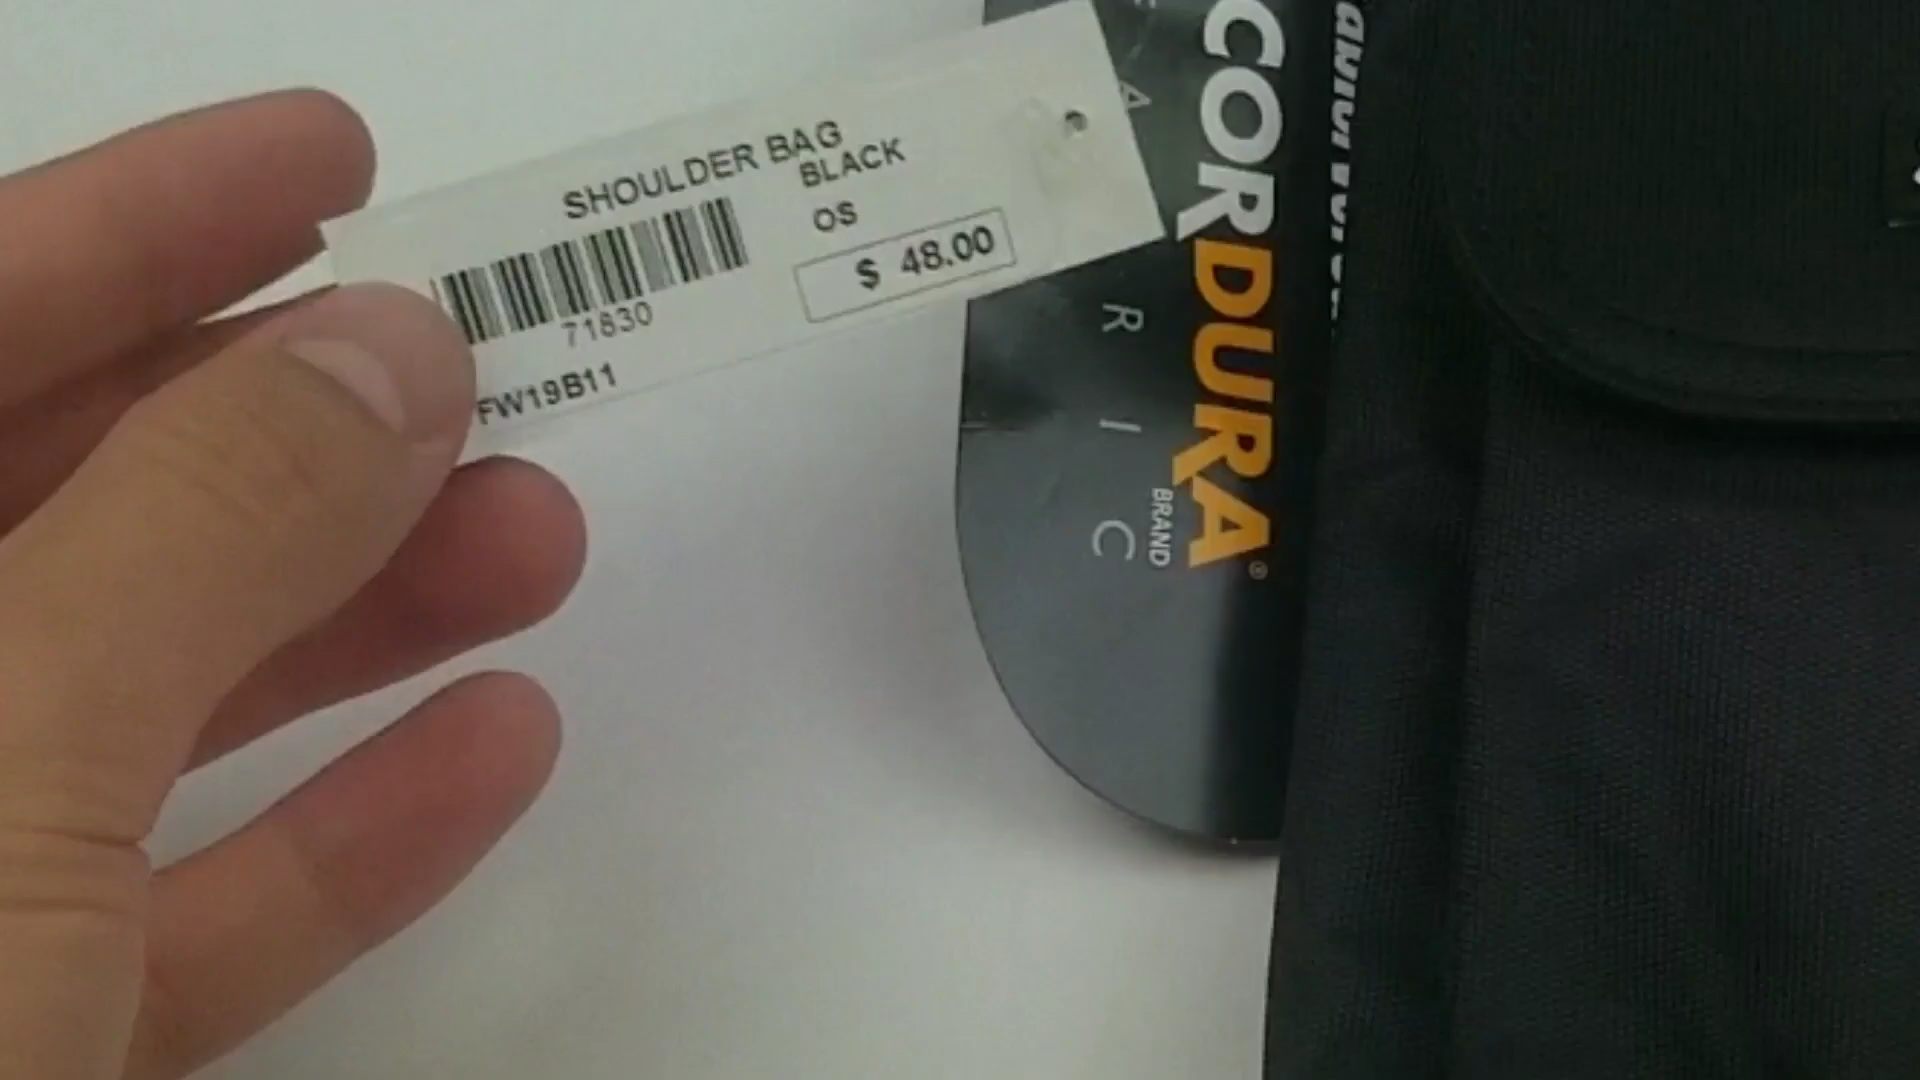 SHOULDER BAG
BLACK
OS
$ 48.00
71830
FW19B11
CORDURA®
BRAND
A R I C